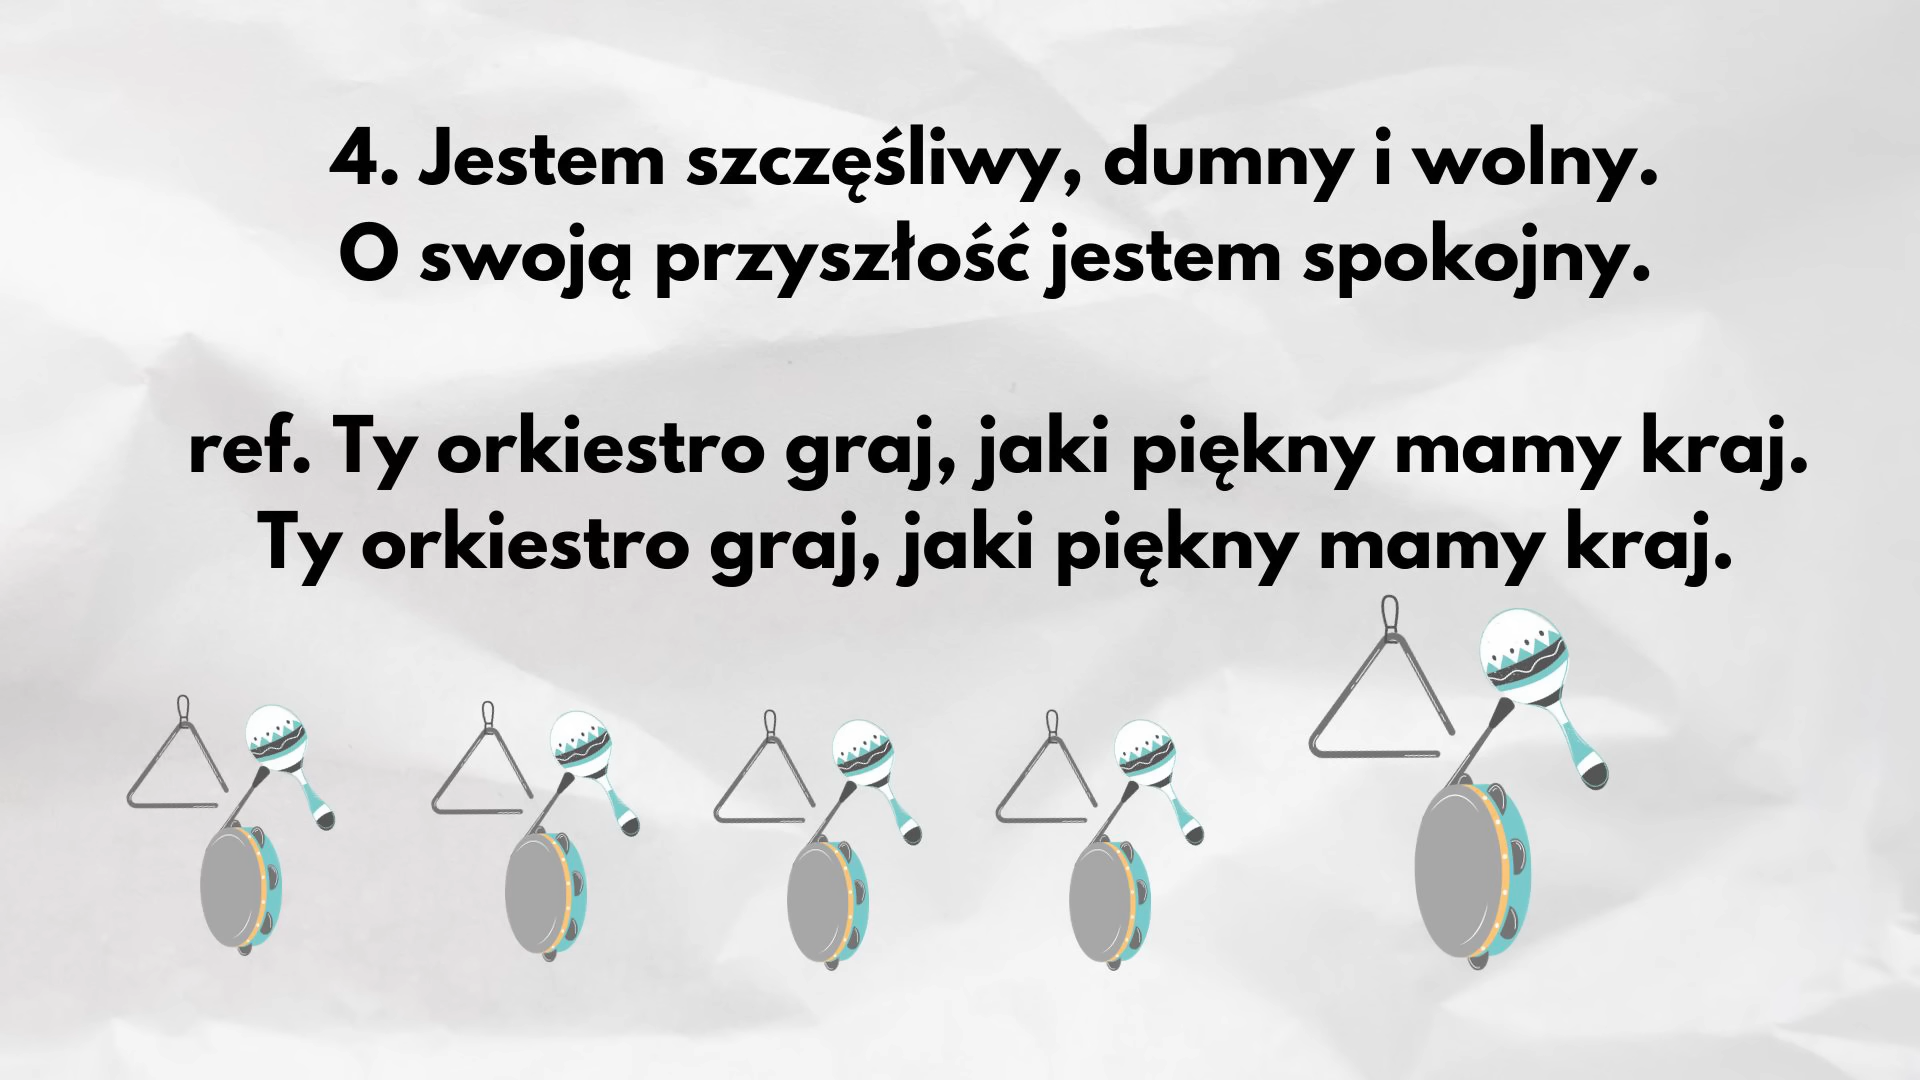 4. Jestem szczęśliwy, dumny i wolny.
O swoją przyszłość jestem spokojny.
ref. Ty orkiestro graj, jaki piękny mamy kraj.
Ty orkiestro graj, jaki piękny mamy kraj.